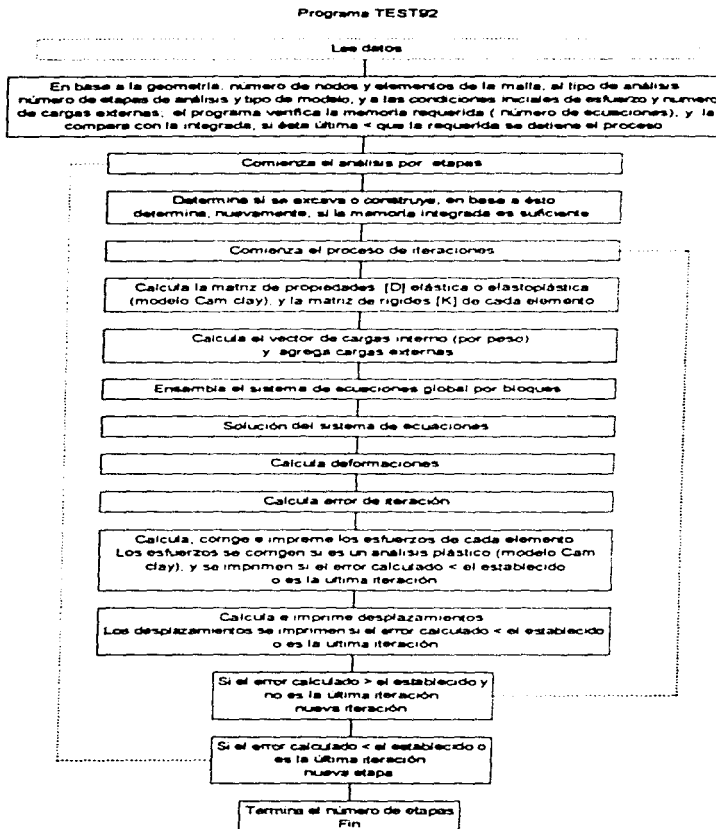 Programa TEST92
Lee datos
En base a la geometría, número de nodos y elementos de la malla, al tipo de análisis
número de etapas de análisis y tipo de modelo, y a las condiciones iniciales de esfuerzo y numero
de cargas externas; el programa verifica la memoria requerida ( número de ecuaciones), y la
compara con la integrada, si ésta última < que la requerida se detiene el proceso
Comienza el análisis por etapas
Determina si se excava o construye, en base a ésto
determina, nuevamente, si la memoria integrada es suficiente
Comienza el proceso de iteraciones
Calcula la matriz de propiedades [D] elástica o elastoplástica
(modelo Cam clay), y la matriz de rigides [K] de cada elemento
Calcula el vector de cargas interno (por peso)
y agrega cargas externas
Ensambla el sistema de ecuaciones global por bloques
Solución del sistema de ecuaciones
Calcula deformaciones
Calcula error de iteración
Calcula, corrige e impreme los esfuerzos de cada elemento
Los esfuerzos se corrigen si es un análisis plástico (modelo Cam
clay), y se imprimen si el error calculado < el establecido
o es la última iteración
Calcula e imprime desplazamientos
Los desplazamientos se imprimen si el error calculado < el establecido
o es la última iteración
Si el error calculado > el establecido y
no es la última iteración
nueva iteración
Si el error calculado < el establecido o
es la última iteración
nueva etapa
Termina el número de etapas
Fin